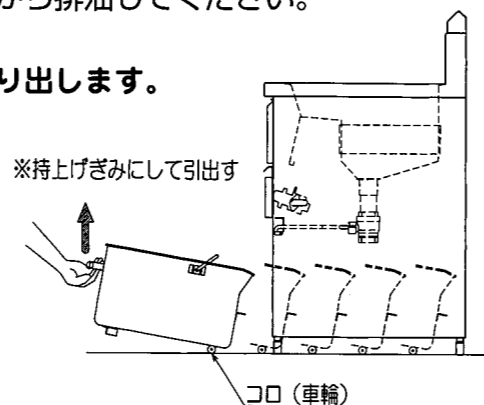 から排油してください。
り出します。
※持上げぎみにして引出す
コロ（車輪）